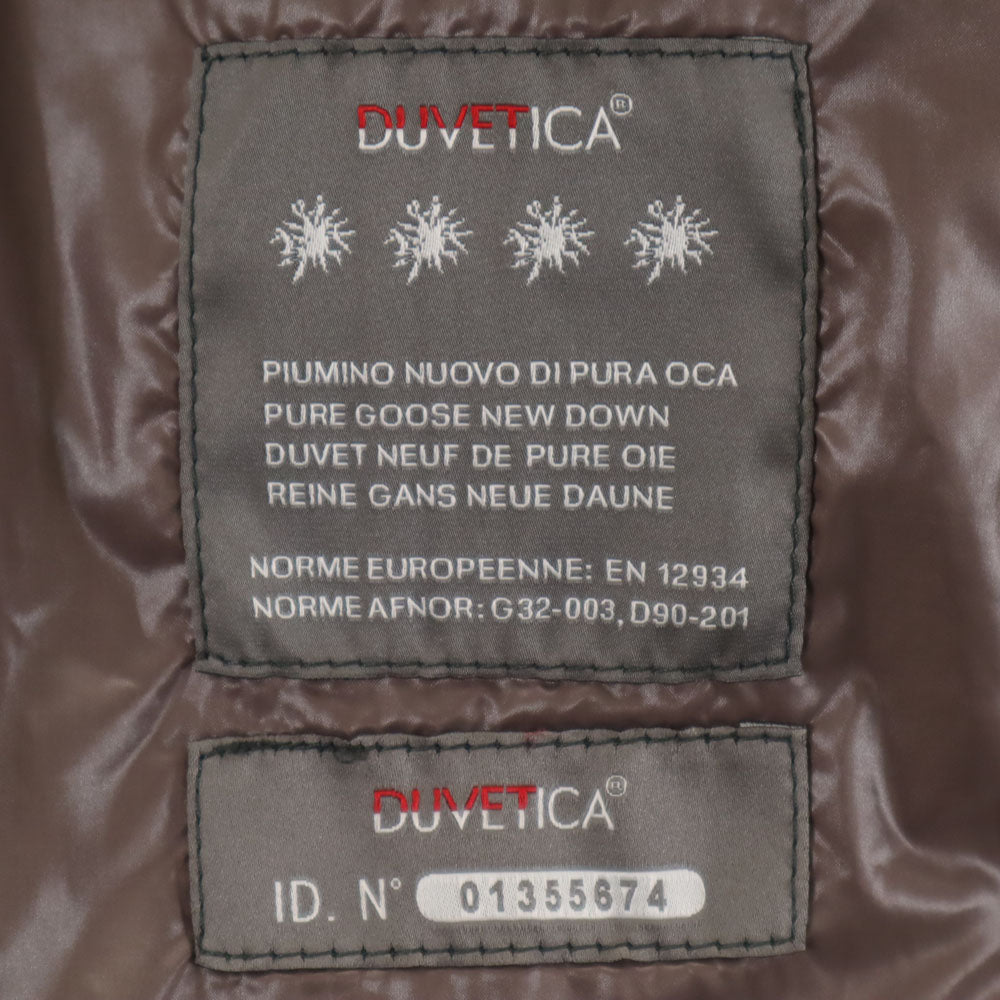 DUVETICA®
PIUMINO NUOVO DI PURA OCA
PURE GOOSE NEW DOWN
DUVET NEUF DE PURE OIE
REINE GANS NEUE DAUNE
NORME EUROPEENNE: EN 12934
NORME AFNOR: G32-003, D90-201
DUVETICA®
ID. N° 01355674